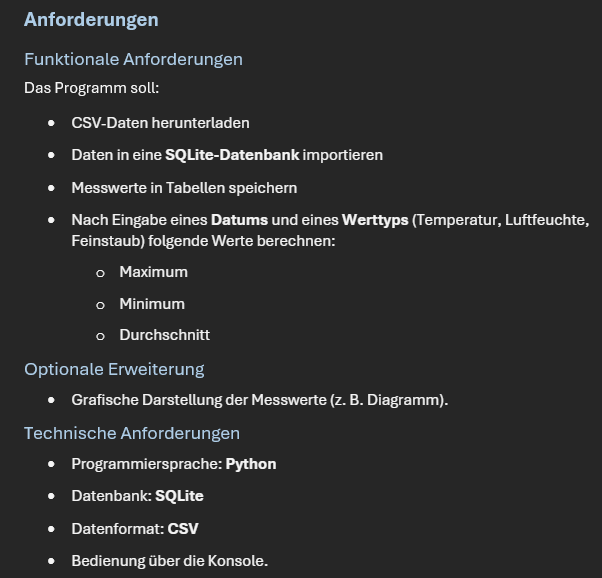 Anforderungen
Funktionale Anforderungen
Das Programm soll:
• CSV-Daten herunterladen
• Daten in eine SQLite-Datenbank importieren
• Messwerte in Tabellen speichern
• Nach Eingabe eines Datums und eines Werttyps (Temperatur, Luftfeuchte,
Feinstaub) folgende Werte berechnen:
o Maximum
o Minimum
o Durchschnitt
Optionale Erweiterung
• Grafische Darstellung der Messwerte (z. B. Diagramm).
Technische Anforderungen
• Programmiersprache: Python
• Datenbank: SQLite
• Datenformat: CSV
• Bedienung über die Konsole.